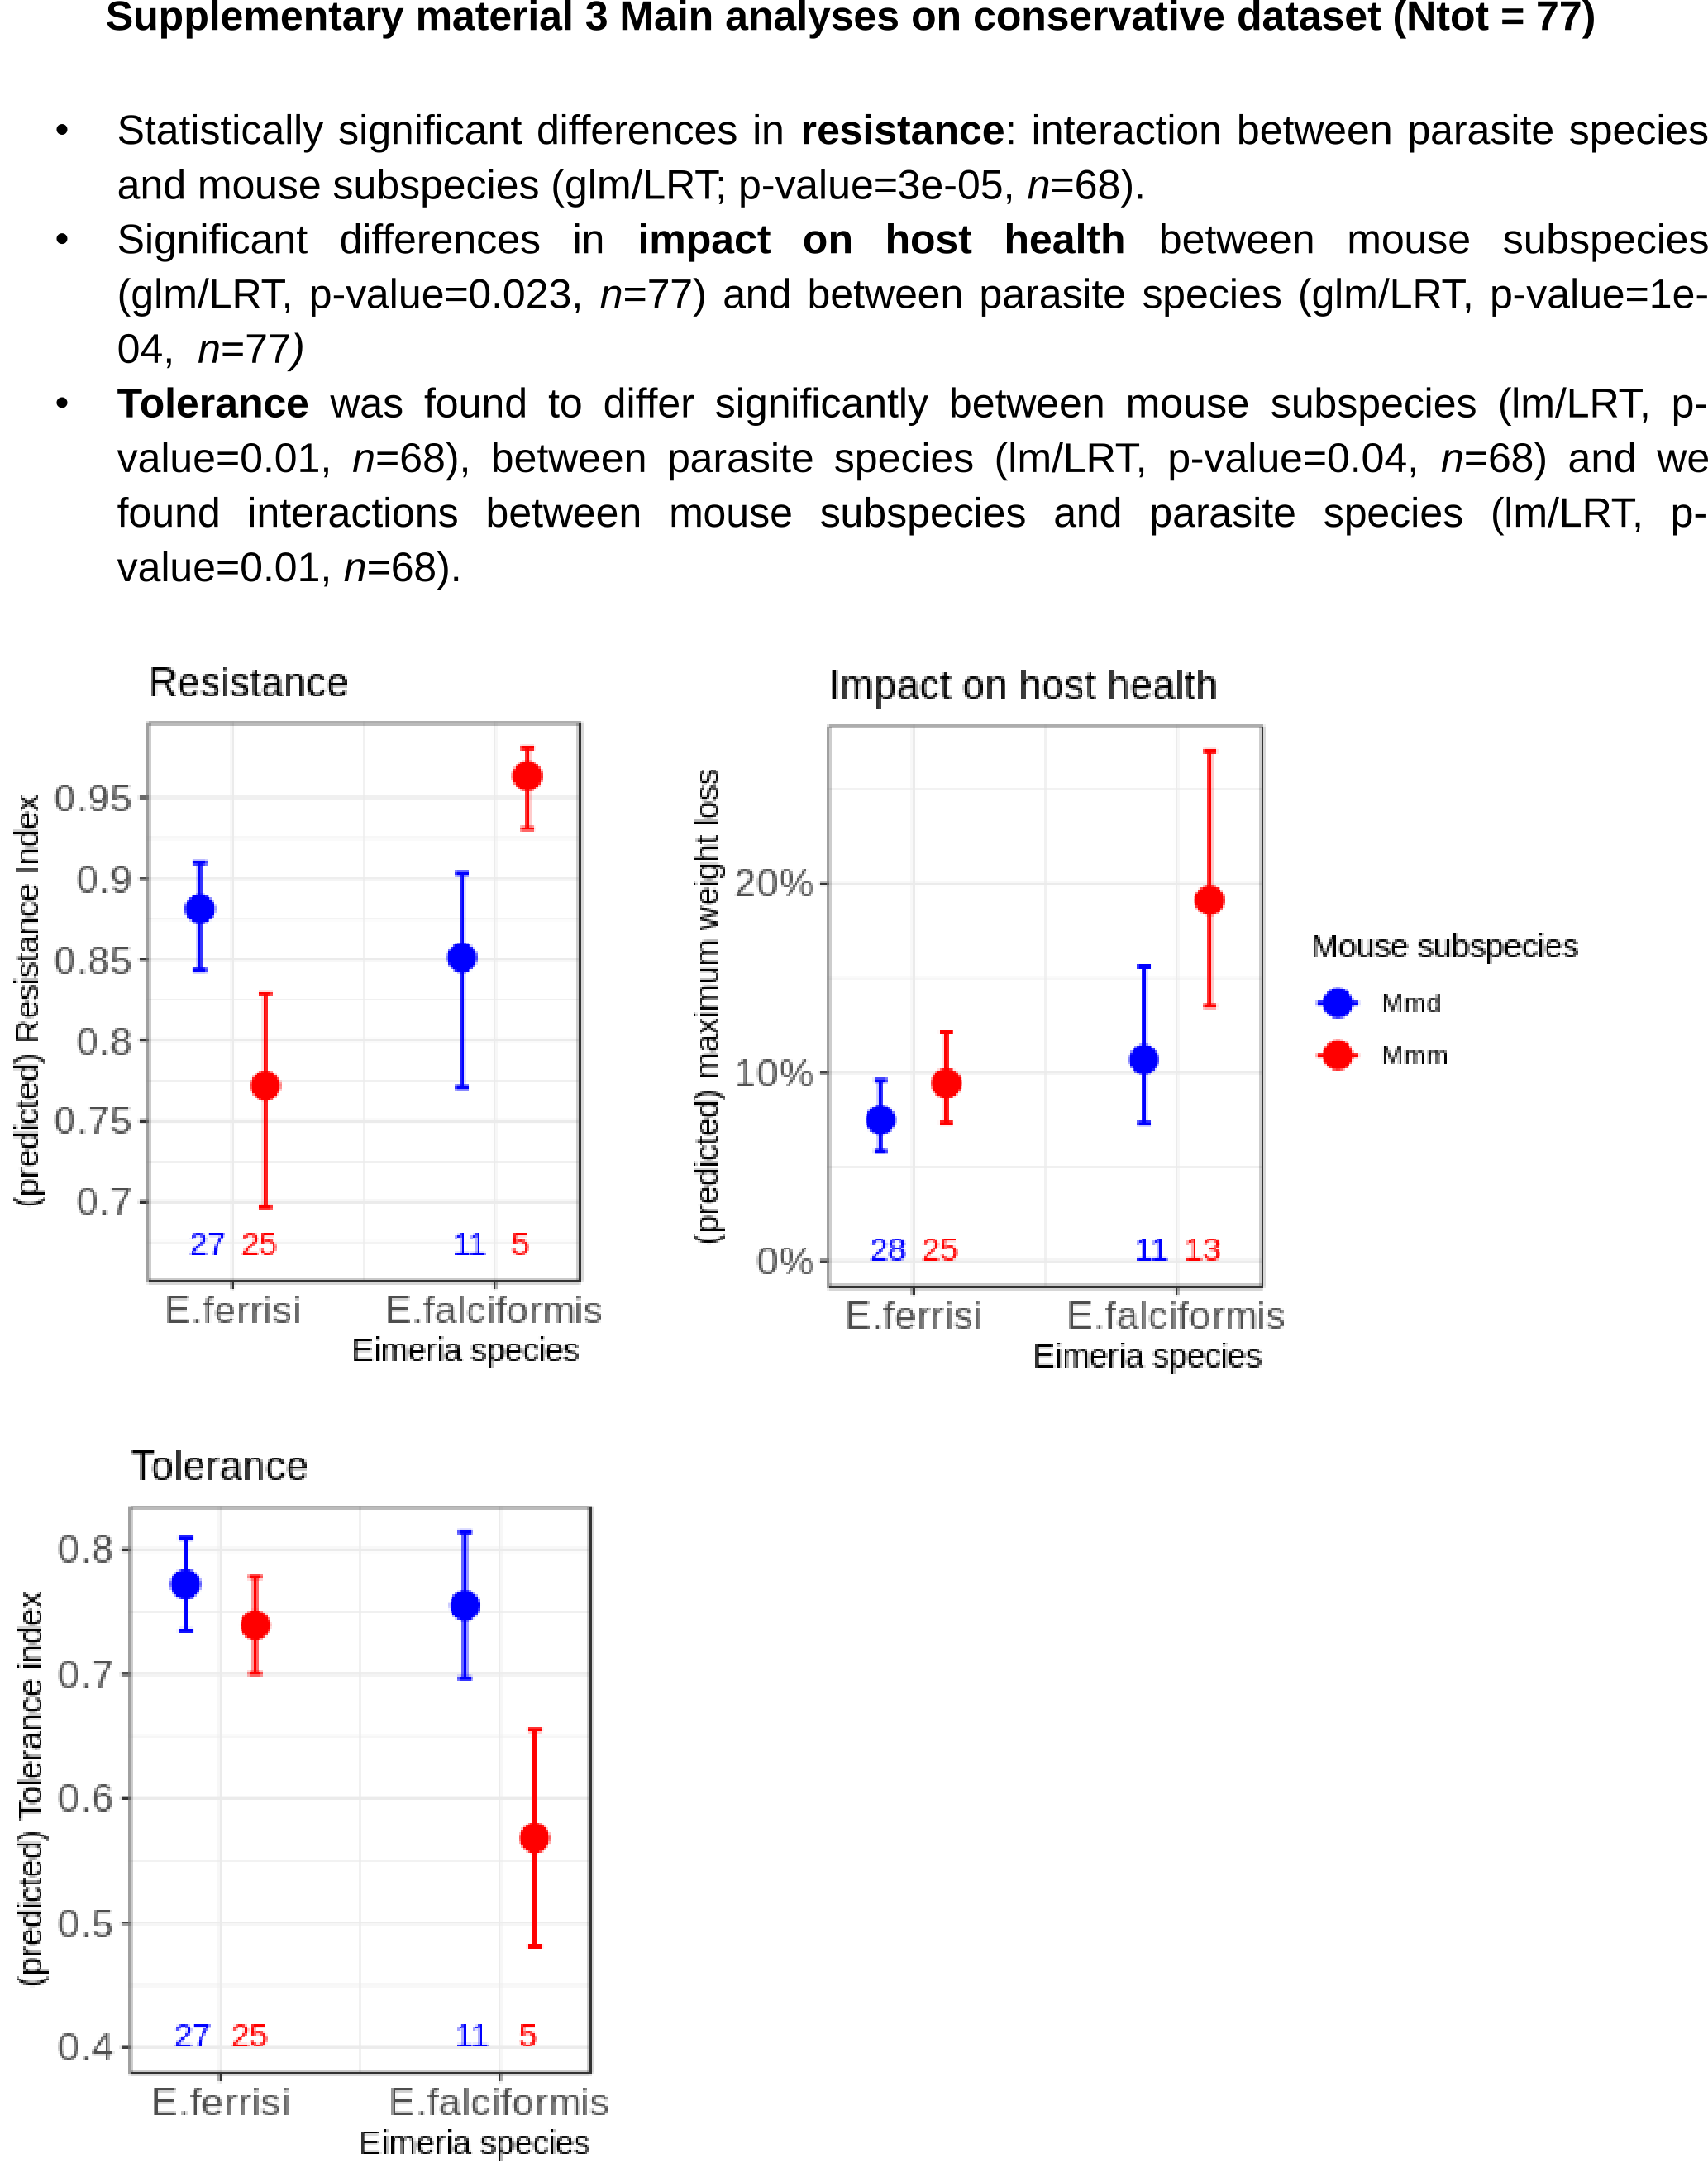 Supplementary material 3 Main analyses on conservative dataset (Ntot = 77)
• Statistically significant differences in resistance: interaction between parasite species
and mouse subspecies (glm/LRT; p-value=3e-05, n=68).
• Significant differences in impact on host health between mouse subspecies
(glm/LRT, p-value=0.023, n=77) and between parasite species (glm/LRT, p-value=1e-
04, n=77)
• Tolerance was found to differ significantly between mouse subspecies (lm/LRT, p-
value=0.01, n=68), between parasite species (lm/LRT, p-value=0.04, n=68) and we
found interactions between mouse subspecies and parasite species (lm/LRT, p-
value=0.01, n=68).
Resistance
(predicted) Resistance Index
0.95
0.9
0.85
0.8
0.75
0.7
27 25 11 5
E.ferrisi E.falciformis
Eimeria species
Impact on host health
(predicted) maximum weight loss
20%
10%
0%
28 25 11 13
E.ferrisi E.falciformis
Eimeria species
Mouse subspecies
Mmd
Mmm
Tolerance
(predicted) Tolerance index
0.8
0.7
0.6
0.5
0.4
27 25 11 5
E.ferrisi E.falciformis
Eimeria species